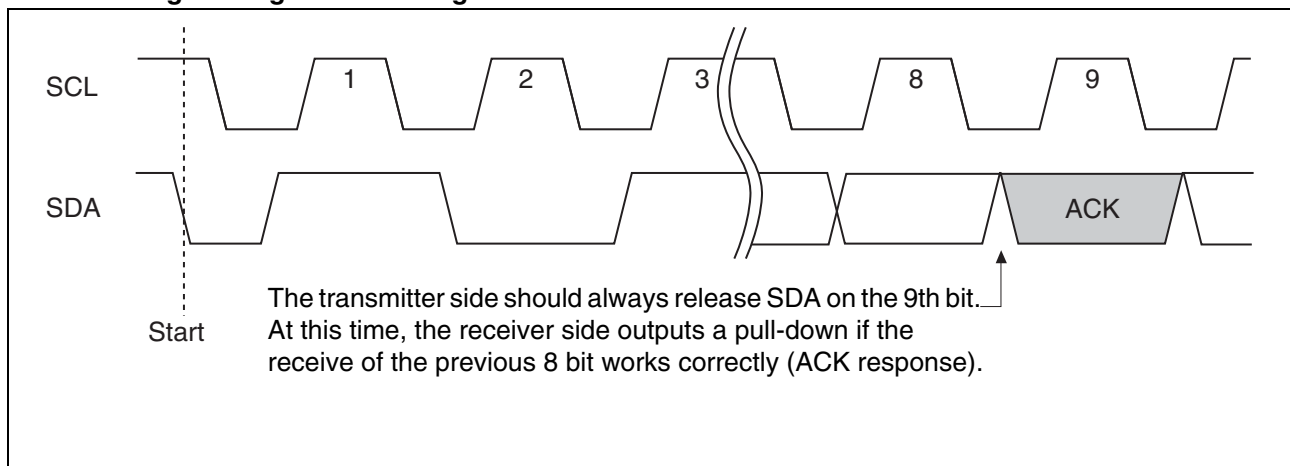 SCL
1 2 3 8 9
SDA
ACK
Start
The transmitter side should always release SDA on the 9th bit.
At this time, the receiver side outputs a pull-down if the
receive of the previous 8 bit works correctly (ACK response).